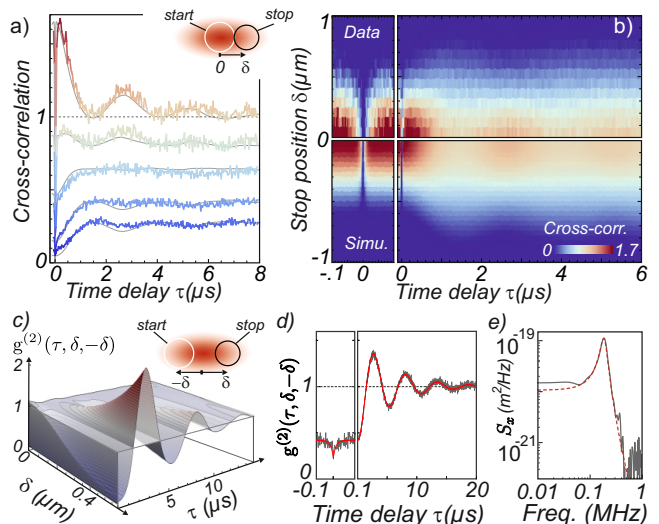 a)
start
stop
0 δ
Cross-correlation
1
0
0 2 4 6 8
Time delay τ(μs)
b)
Data
Simu.
Stop position δ(μm)
1
0
-1
Cross-corr.
0 1.7
-.1 0 2 4 6
Time delay τ(μs)
c)
start
stop
-δ δ
g⁽²⁾(τ, δ,−δ)
2
1
0
0
0.4
δ (μm)
5
10
τ (μs)
d)
g⁽²⁾(τ, δ,−δ)
1
0
-0.1 0.1 0.1 20
Time delay τ(μs)
e)
Sₓ(m²/Hz)
10⁻¹⁹
10⁻²¹
0.01 0.1 1
Freq. (MHz)